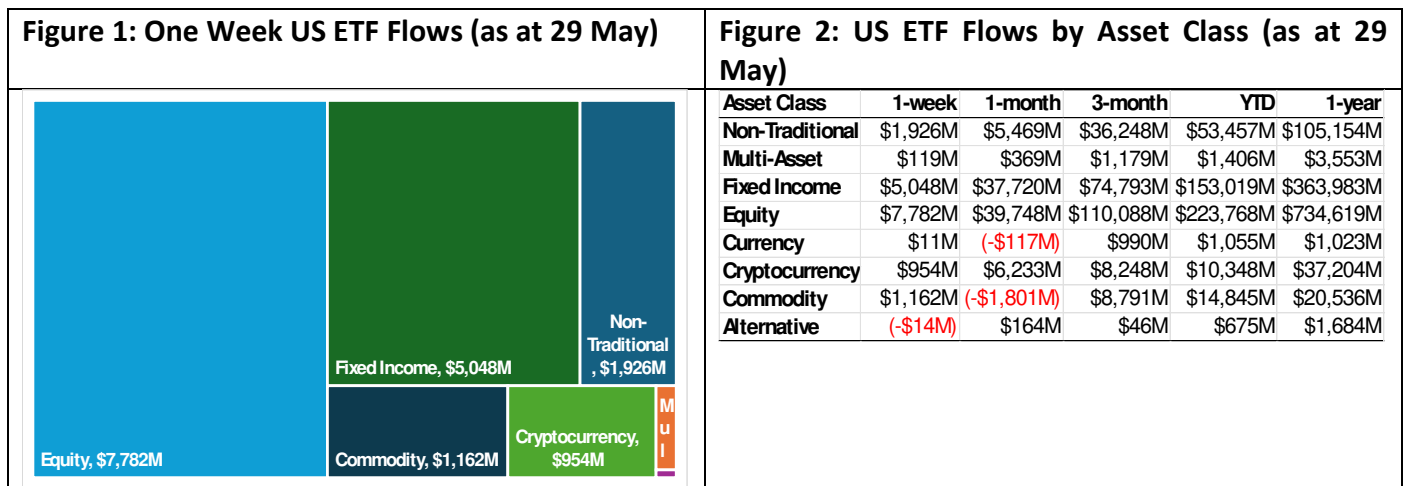 Figure 1: One Week US ETF Flows (as at 29 May)
Figure 2: US ETF Flows by Asset Class (as at 29
May)
Equity, $7,782M
Fixed Income, $5,048M
Non-
Traditional
, $1,926M
Commodity, $1,162M
Cryptocurrency,
$954M
M
u
l
Asset Class 1-week 1-month 3-month YTD 1-year
Non-Traditional $1,926M $5,469M $36,248M $53,457M $105,154M
Multi-Asset $119M $369M $1,179M $1,406M $3,553M
Fixed Income $5,048M $37,720M $74,793M $153,019M $363,983M
Equity $7,782M $39,748M $110,088M $223,768M $734,619M
Currency $11M (-$117M) $990M $1,055M $1,023M
Cryptocurrency $954M $6,233M $8,248M $10,348M $37,204M
Commodity $1,162M (-$1,801M) $8,791M $14,845M $20,536M
Alternative (-$14M) $164M $46M $675M $1,684M